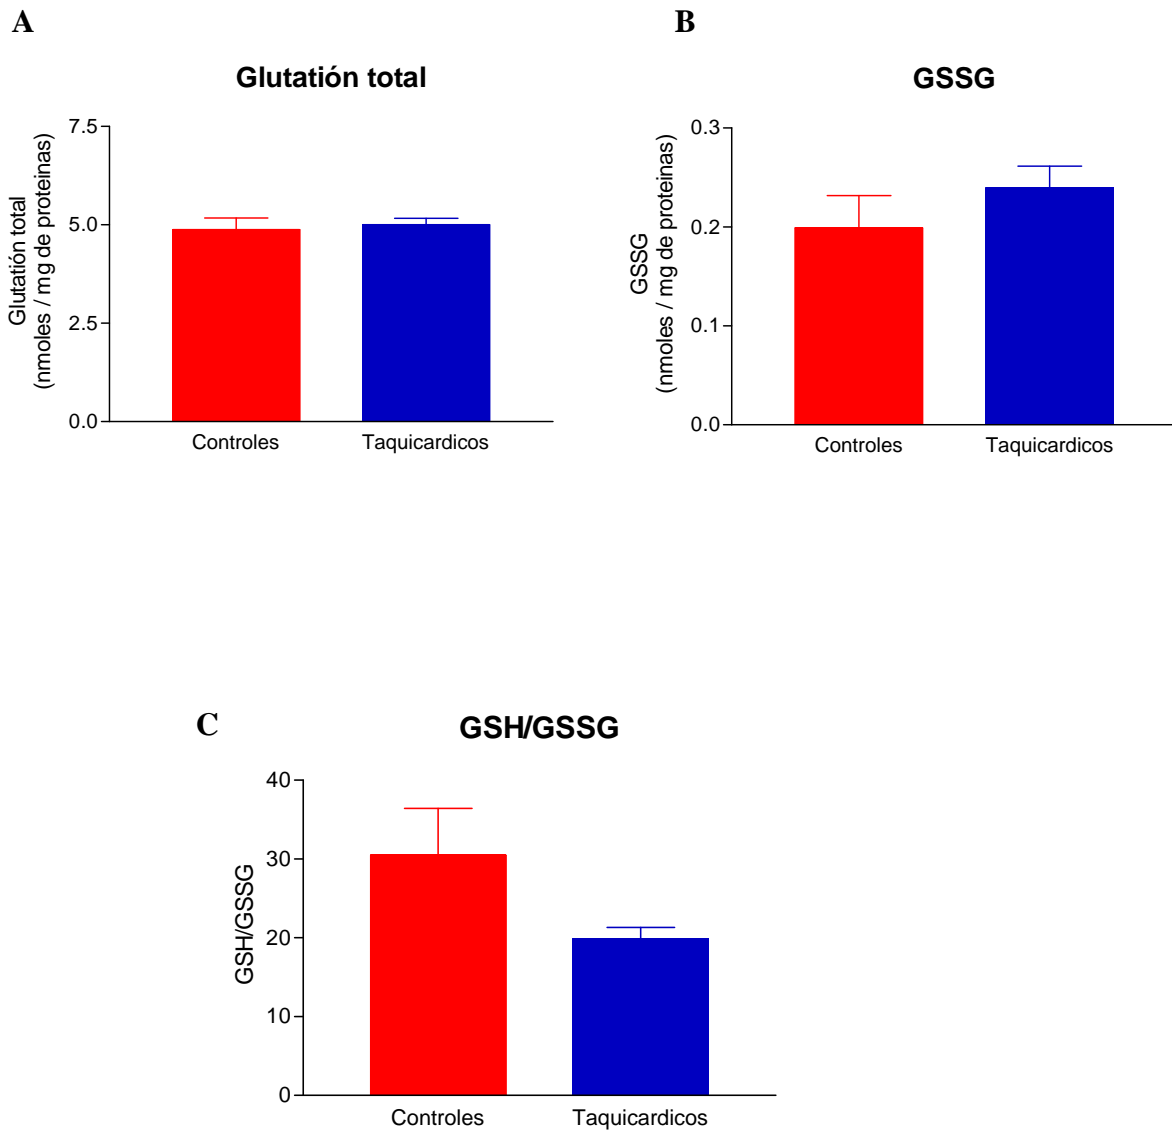 A
Glutatión total
Glutatión total
(nmoles / mg de proteinas)
7.5
5.0
2.5
0.0
Controles
Taquicardicos
B
GSSG
GSSG
(nmoles / mg de proteinas)
0.3
0.2
0.1
0.0
Controles
Taquicardicos
C
GSH/GSSG
GSH/GSSG
40
30
20
10
0
Controles
Taquicardicos